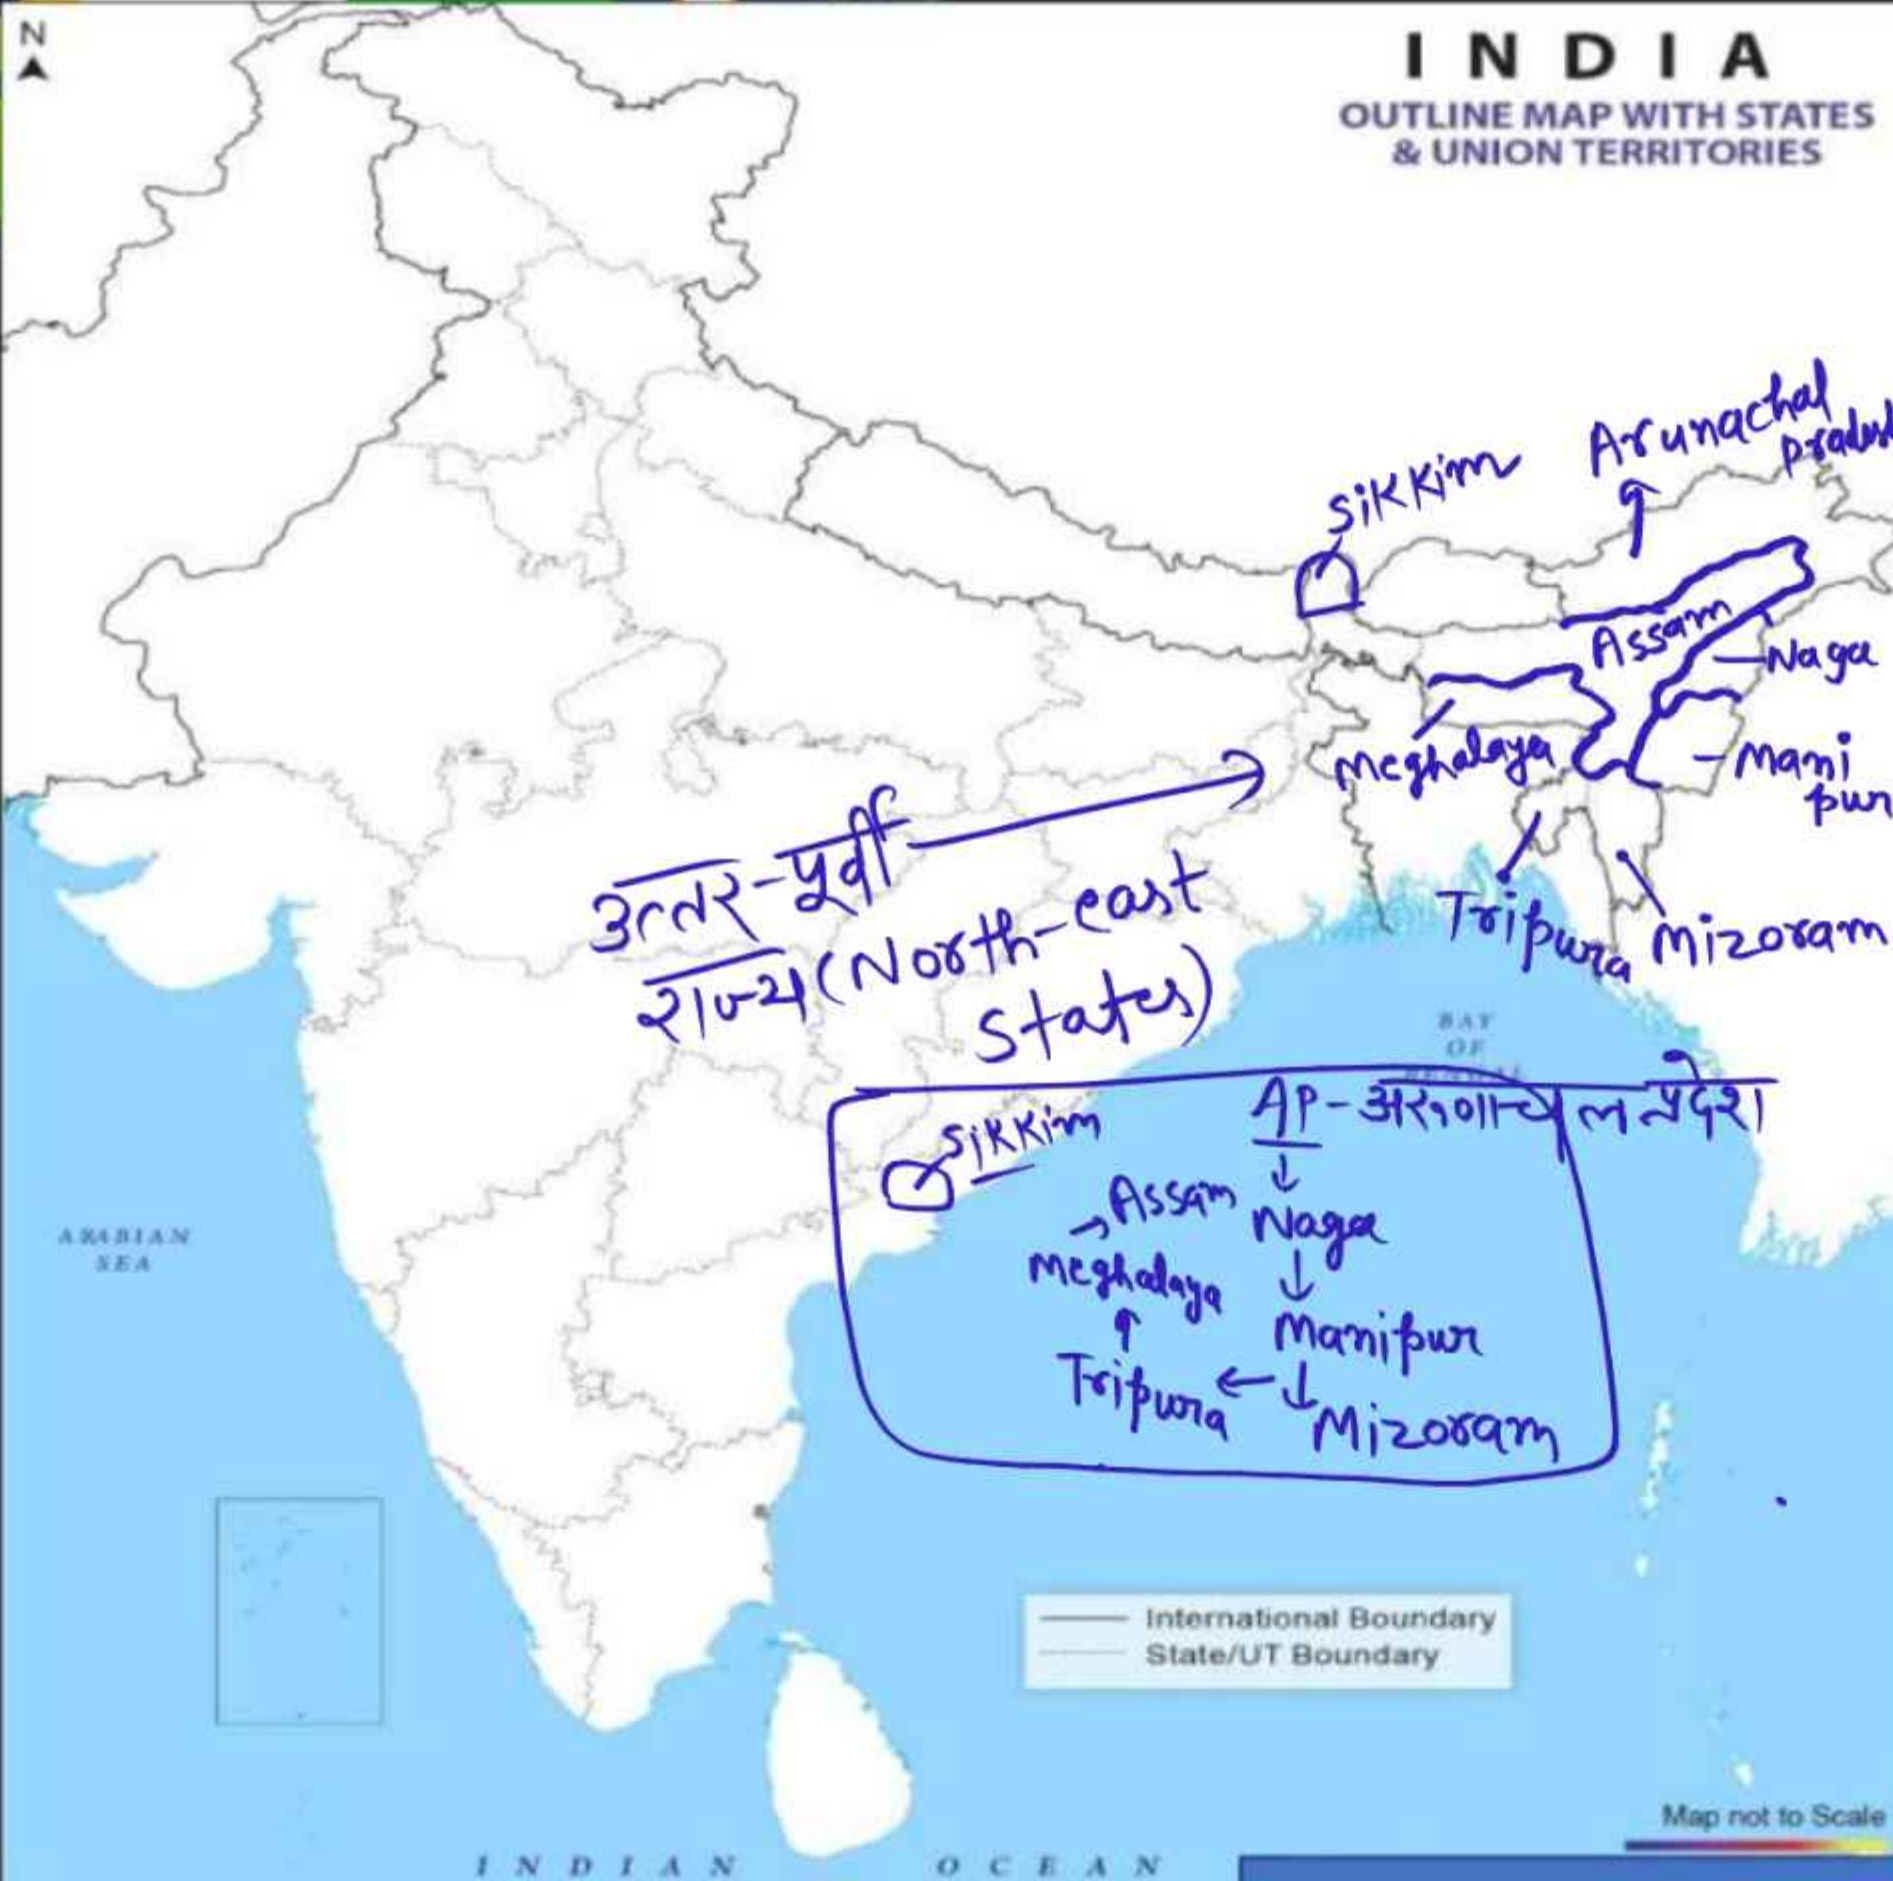 N
INDIA
OUTLINE MAP WITH STATES
& UNION TERRITORIES
Sikkim
Arunachal
Assam
Naga
Meghalaya
Mani
pur
उत्तर-पूर्वी
राज्य (North-east
States)
Tripura
Mizoram
BAY
OF
ARABIAN
SEA
Sikkim
AP-अरुणाचल प्रदेश
↓
→ Assam
Naga
Meghalaya
↓
↑
Manipur
Tripura ← ↓
Mizoram
International Boundary
State/UT Boundary
Map not to Scale
INDIAN OCEAN